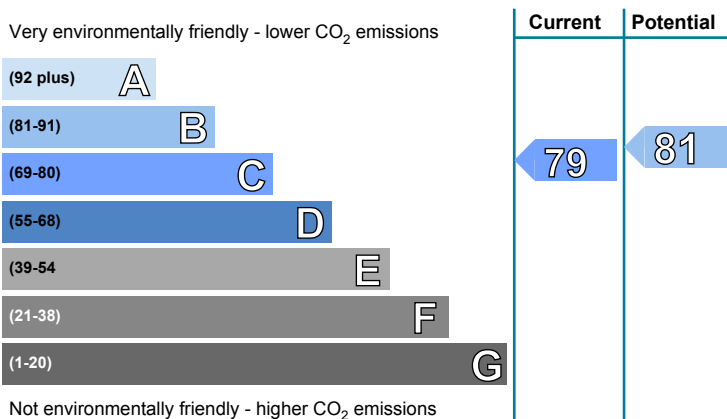 Very environmentally friendly - lower CO₂ emissions
Current
Potential
(92 plus) A
(81-91) B
(69-80) C
(55-68) D
(39-54 E
(21-38) F
(1-20) G
79
81
Not environmentally friendly - higher CO₂ emissions